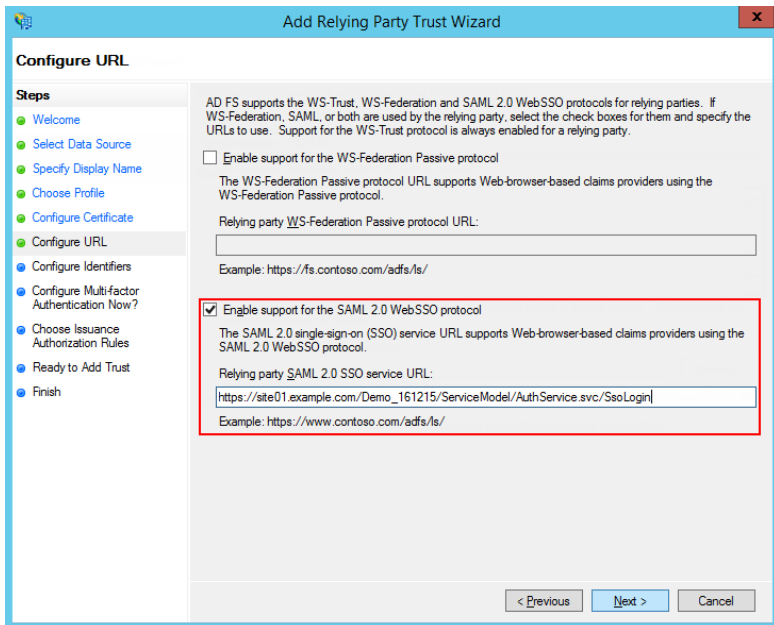 Add Relying Party Trust Wizard
x
Configure URL
Steps
Welcome
Select Data Source
Specify Display Name
Choose Profile
Configure Certificate
Configure URL
Configure Identifiers
Configure Multi-factor
Authentication Now?
Choose Issuance
Authorization Rules
Ready to Add Trust
Finish
AD FS supports the WS-Trust, WS-Federation and SAML 2.0 WebSSO protocols for relying parties. If
WS-Federation, SAML, or both are used by the relying party, select the check boxes for them and specify the
URLs to use. Support for the WS-Trust protocol is always enabled for a relying party.
Enable support for the WS-Federation Passive protocol
The WS-Federation Passive protocol URL supports Web-browser-based claims providers using the
WS-Federation Passive protocol.
Relying party WS-Federation Passive protocol URL:
Example: https://fs.contoso.com/adfs/ls/
Enable support for the SAML 2.0 WebSSO protocol
The SAML 2.0 single-sign-on (SSO) service URL supports Web-browser-based claims providers using the
SAML 2.0 WebSSO protocol.
Relying party SAML 2.0 SSO service URL:
https://site01.example.com/Demo_161215/ServiceModel/AuthService.svc/SsoLogin
Example: https://www.contoso.com/adfs/ls/
< Previous
Next >
Cancel